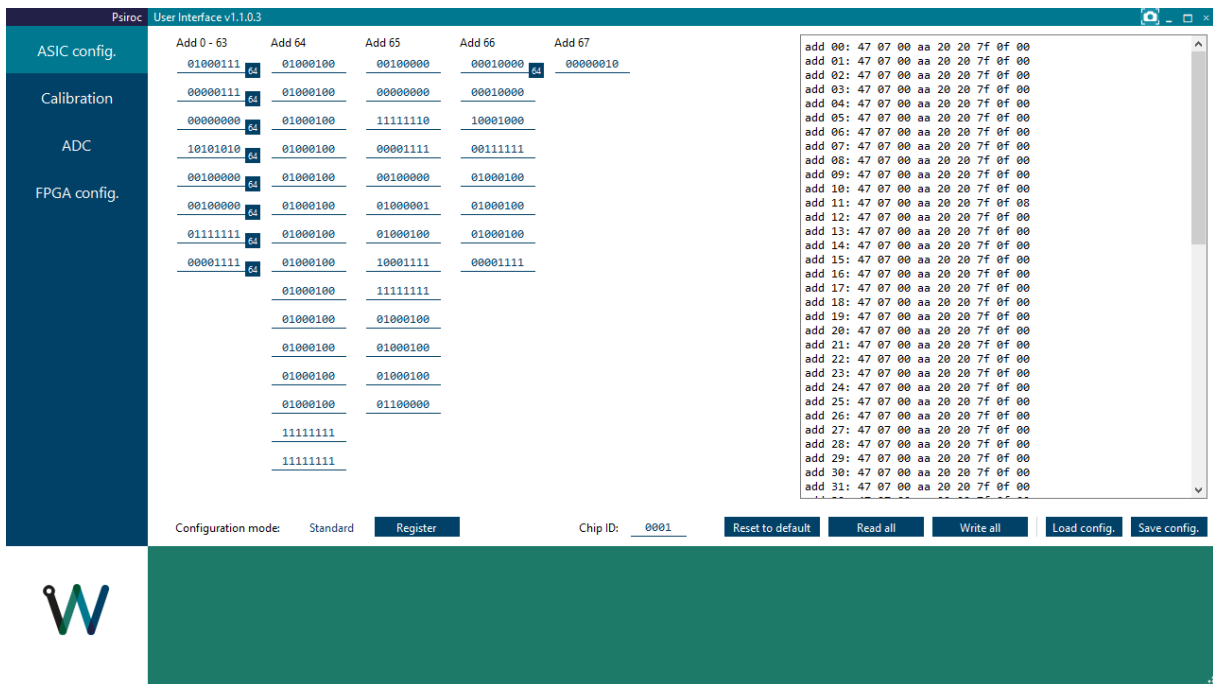 Psiroc User Interface v1.1.0.3
ASIC config.
Calibration
ADC
FPGA config.
Add 0 - 63 Add 64 Add 65 Add 66 Add 67
01000111 64 01000100 00100000 00010000 64 00000010
00000111 64 01000100 00000000 00010000
00000000 64 01000100 11111110 10001000
10101010 64 01000100 00001111 00111111
00100000 64 01000100 00100000 01000100
00100000 64 01000100 01000001 01000100
01111111 64 01000100 01000100 01000100
00001111 64 01000100 10001111 00001111
01000100 11111111
01000100 01000100
01000100 01000100
01000100 01000100
01000100 01100000
11111111
11111111
add 00: 47 07 00 aa 20 20 7f 0f 00
add 01: 47 07 00 aa 20 20 7f 0f 00
add 02: 47 07 00 aa 20 20 7f 0f 00
add 03: 47 07 00 aa 20 20 7f 0f 00
add 04: 47 07 00 aa 20 20 7f 0f 00
add 05: 47 07 00 aa 20 20 7f 0f 00
add 06: 47 07 00 aa 20 20 7f 0f 00
add 07: 47 07 00 aa 20 20 7f 0f 00
add 08: 47 07 00 aa 20 20 7f 0f 00
add 09: 47 07 00 aa 20 20 7f 0f 00
add 10: 47 07 00 aa 20 20 7f 0f 00
add 11: 47 07 00 aa 20 20 7f 0f 08
add 12: 47 07 00 aa 20 20 7f 0f 00
add 13: 47 07 00 aa 20 20 7f 0f 00
add 14: 47 07 00 aa 20 20 7f 0f 00
add 15: 47 07 00 aa 20 20 7f 0f 00
add 16: 47 07 00 aa 20 20 7f 0f 00
add 17: 47 07 00 aa 20 20 7f 0f 00
add 18: 47 07 00 aa 20 20 7f 0f 00
add 19: 47 07 00 aa 20 20 7f 0f 00
add 20: 47 07 00 aa 20 20 7f 0f 00
add 21: 47 07 00 aa 20 20 7f 0f 00
add 22: 47 07 00 aa 20 20 7f 0f 00
add 23: 47 07 00 aa 20 20 7f 0f 00
add 24: 47 07 00 aa 20 20 7f 0f 00
add 25: 47 07 00 aa 20 20 7f 0f 00
add 26: 47 07 00 aa 20 20 7f 0f 00
add 27: 47 07 00 aa 20 20 7f 0f 00
add 28: 47 07 00 aa 20 20 7f 0f 00
add 29: 47 07 00 aa 20 20 7f 0f 00
add 30: 47 07 00 aa 20 20 7f 0f 00
add 31: 47 07 00 aa 20 20 7f 0f 00
Configuration mode: Standard Register Chip ID: 0001 Reset to default Read all Write all Load config. Save config.